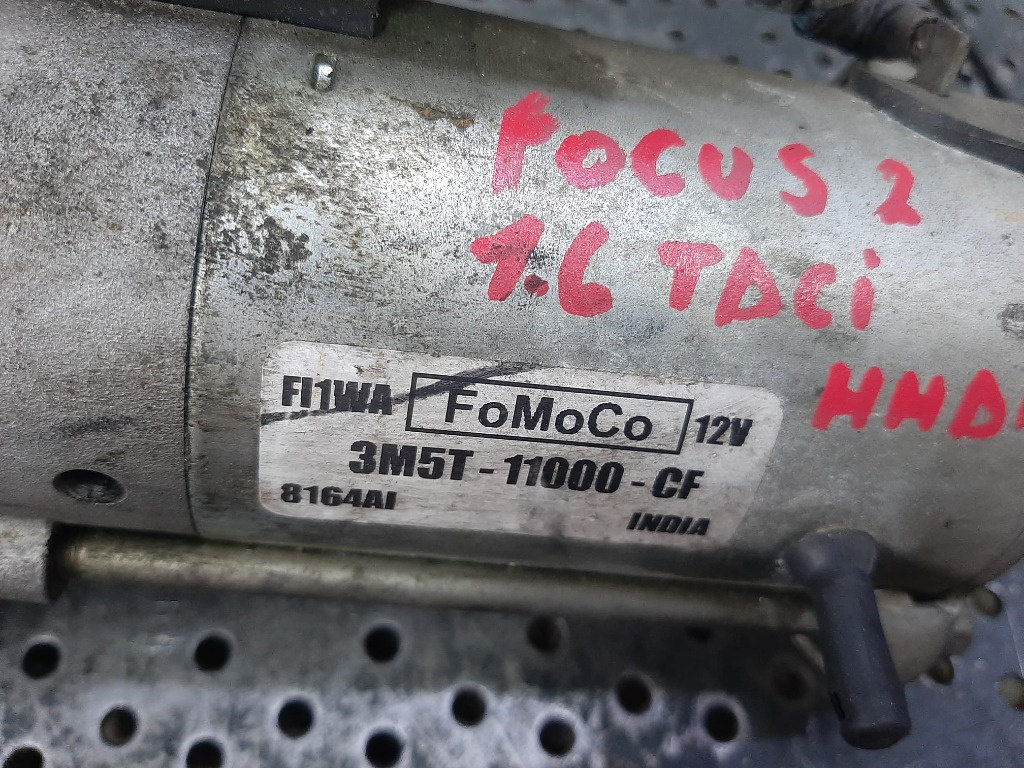 FOCUS 2
1.6 TDCi
HHD
FI1WA FoMoCo 12V
3M5T - 11000 - CF
8164AI
INDIA